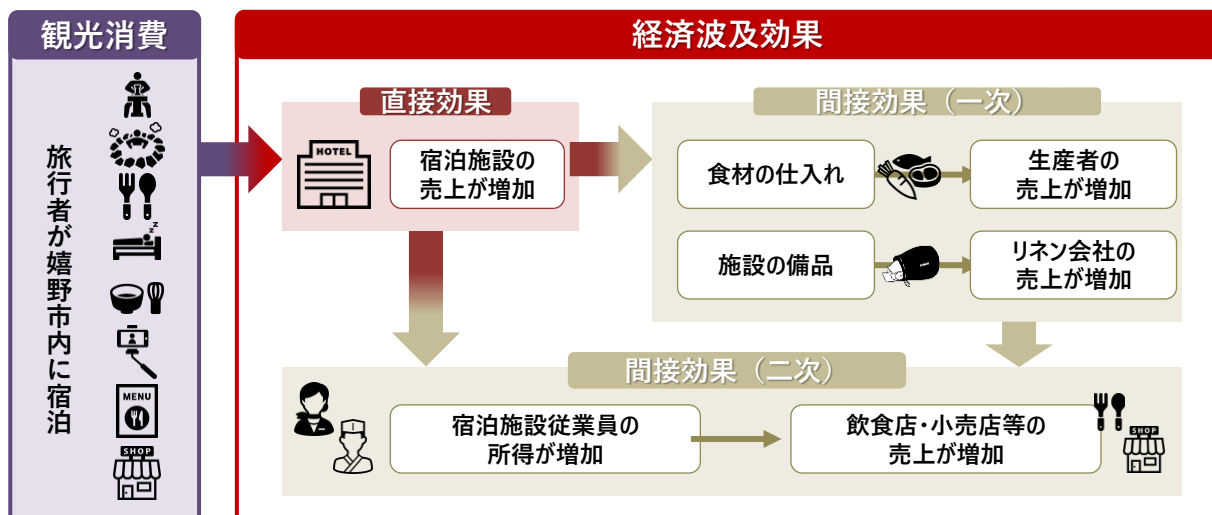 観光消費
旅行者が嬉野市内に宿泊
MENU
SHOP
経済波及効果
直接効果
HOTEL
宿泊施設の
売上が増加
間接効果（一次）
食材の仕入れ
生産者の
売上が増加
施設の備品
リネン会社の
売上が増加
間接効果（二次）
宿泊施設従業員の
所得が増加
飲食店・小売店等の
売上が増加
SHOP
z
z